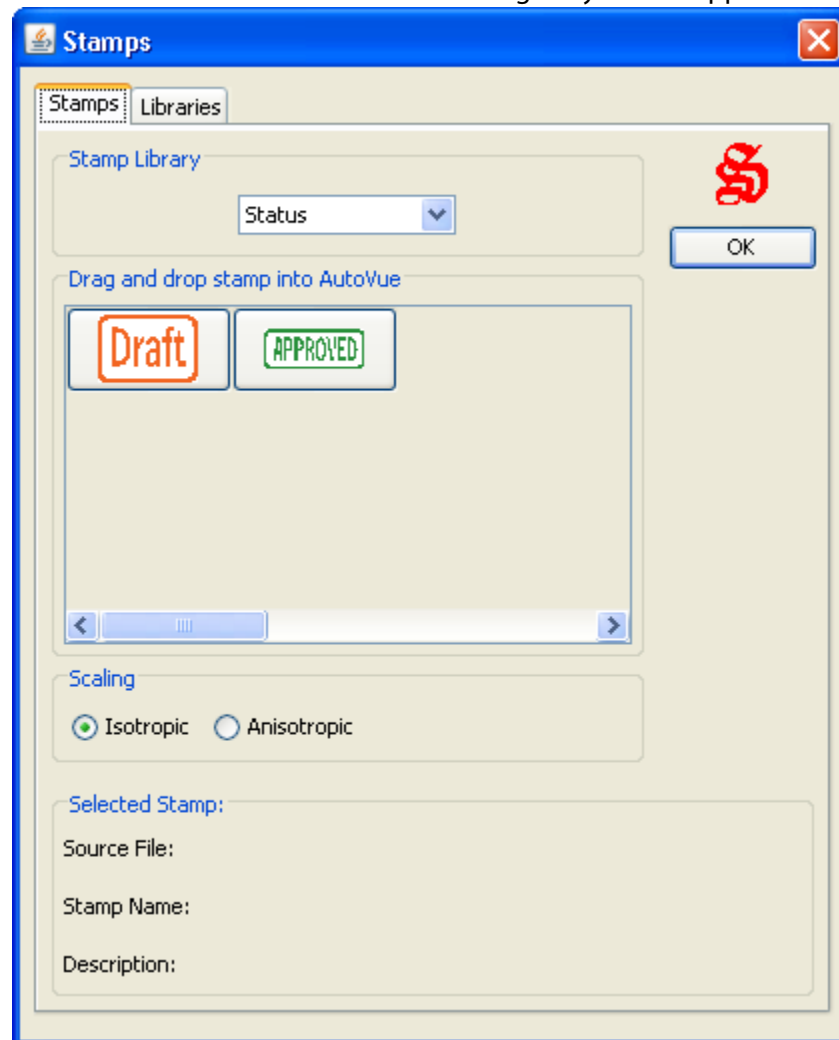 Stamps
Stamps Libraries
Stamp Library
Status
OK
Drag and drop stamp into AutoVue
Draft APPROVED
Scaling
Isotropic Anisotropic
Selected Stamp:
Source File:
Stamp Name:
Description: